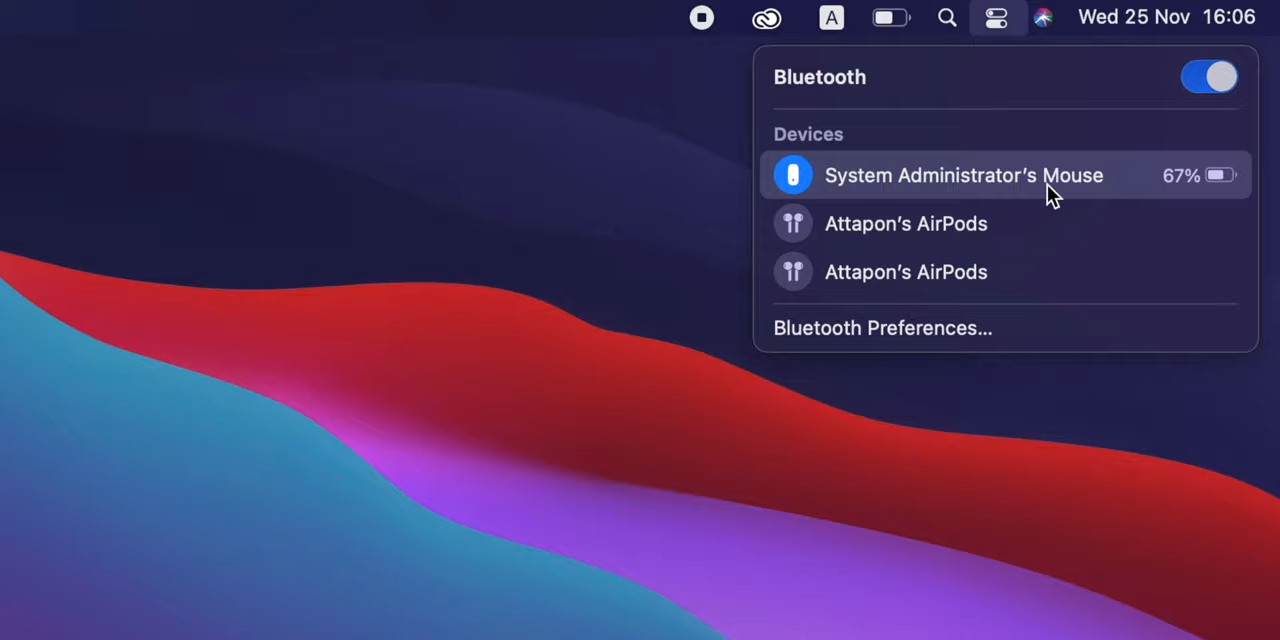 A Wed 25 Nov 16:06
Bluetooth
Devices
System Administrator’s Mouse 67%
Attapon’s AirPods
Attapon’s AirPods
Bluetooth Preferences...